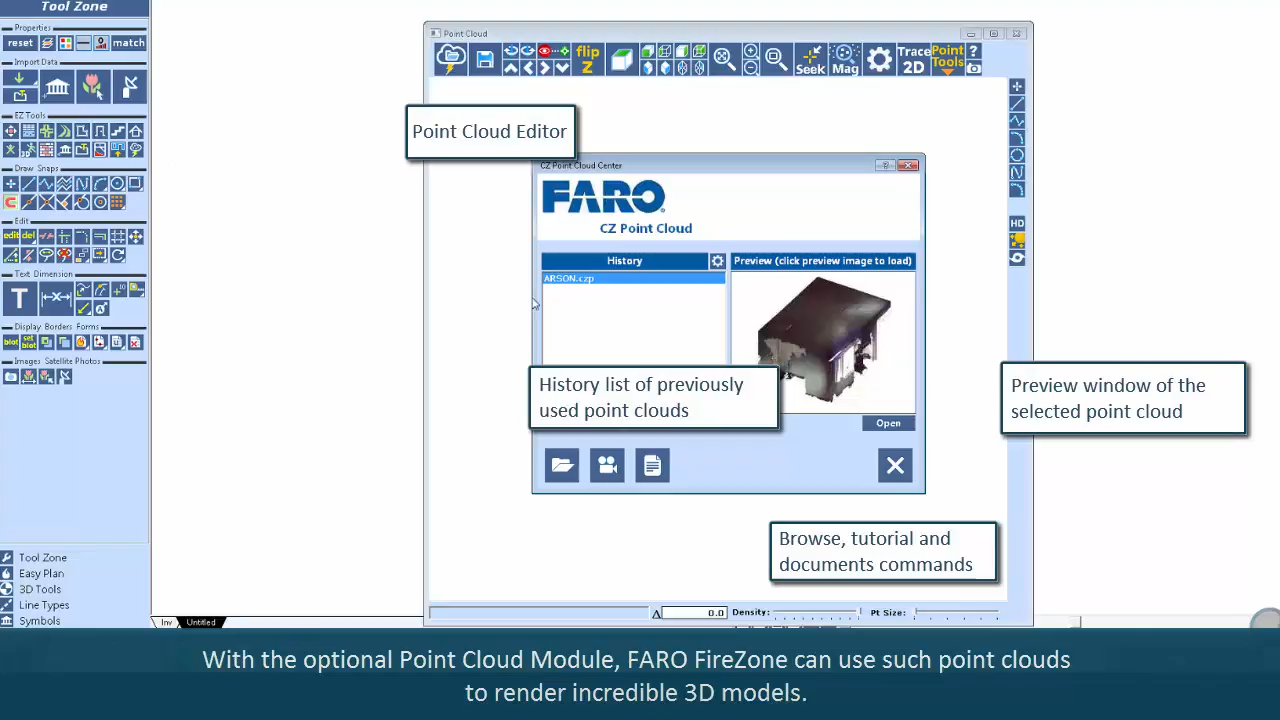 Tool Zone
Properties
reset
match
Import Data
EZ Tools
Draw Snaps
Edit
edit
del
Text Dimension
T
Display Borders Forms
blot
set blot
Images Satellite Photos
Tool Zone
Easy Plan
3D Tools
Line Types
Symbols
Inv
Untitled
Point Cloud
flip
Z
Seek
Mag
Trace
2D
Point
Tools
?
HD
Point Cloud Editor
CZ Point Cloud Center
FARO
CZ Point Cloud
History
Preview (click preview image to load)
ARSON.czp
History list of previously
used point clouds
Open
Preview window of the
selected point cloud
Browse, tutorial and
documents commands
0.0
Density:
Pt Size:
With the optional Point Cloud Module, FARO FireZone can use such point clouds
to render incredible 3D models.